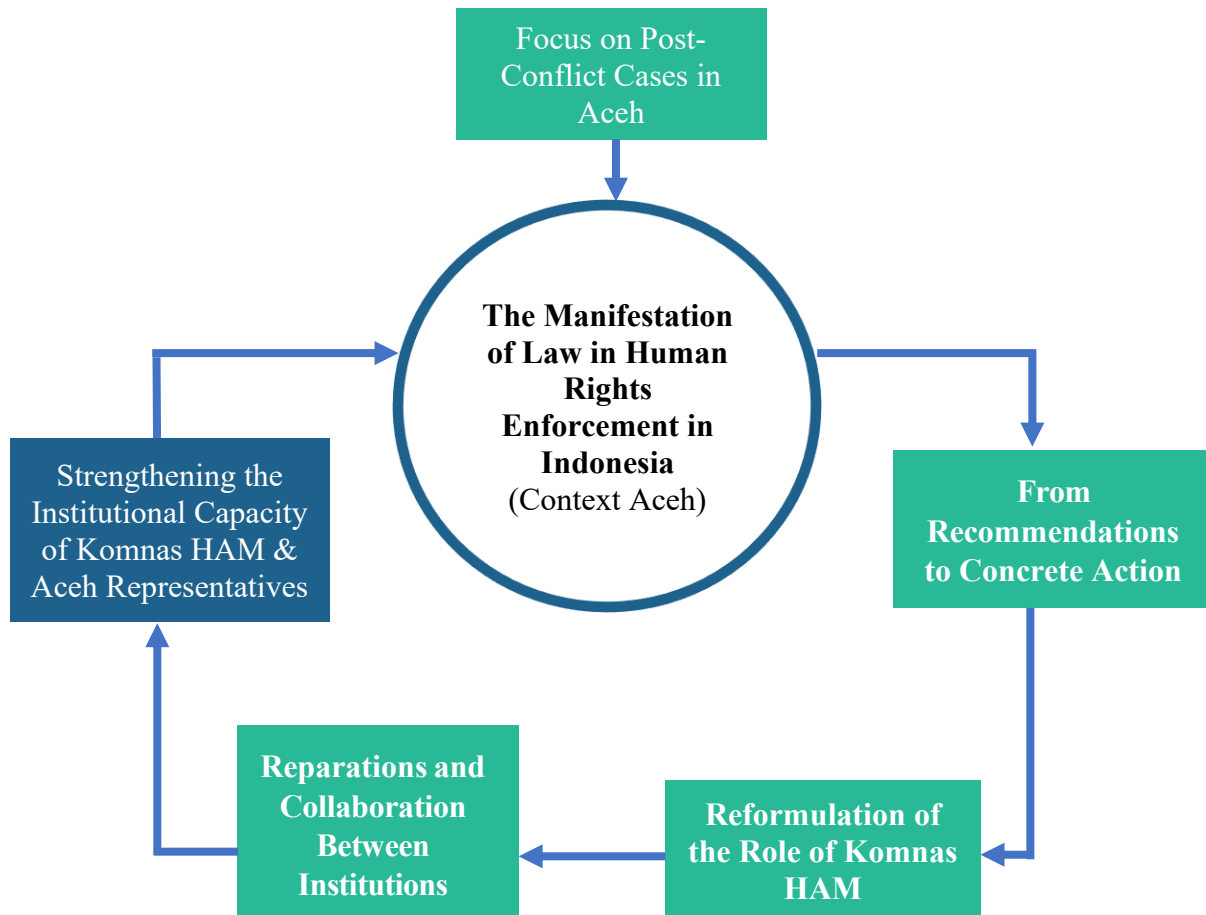 Focus on Post-
Conflict Cases in
Aceh
The Manifestation
of Law in Human
Rights
Enforcement in
Indonesia
(Context Aceh)
From
Recommendations
to Concrete Action
Reformulation of
the Role of Komnas
HAM
Reparations and
Collaboration
Between
Institutions
Strengthening the
Institutional Capacity
of Komnas HAM &
Aceh Representatives